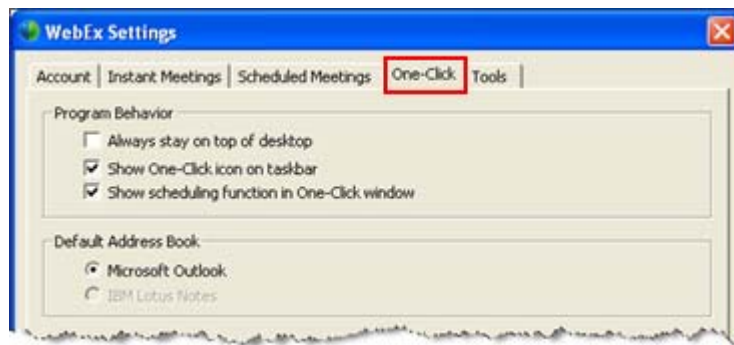 WebEx Settings
Account Instant Meetings Scheduled Meetings One-Click Tools
Program Behavior
Always stay on top of desktop
Show One-Click icon on taskbar
Show scheduling function in One-Click window
Default Address Book
Microsoft Outlook
IBM Lotus Notes